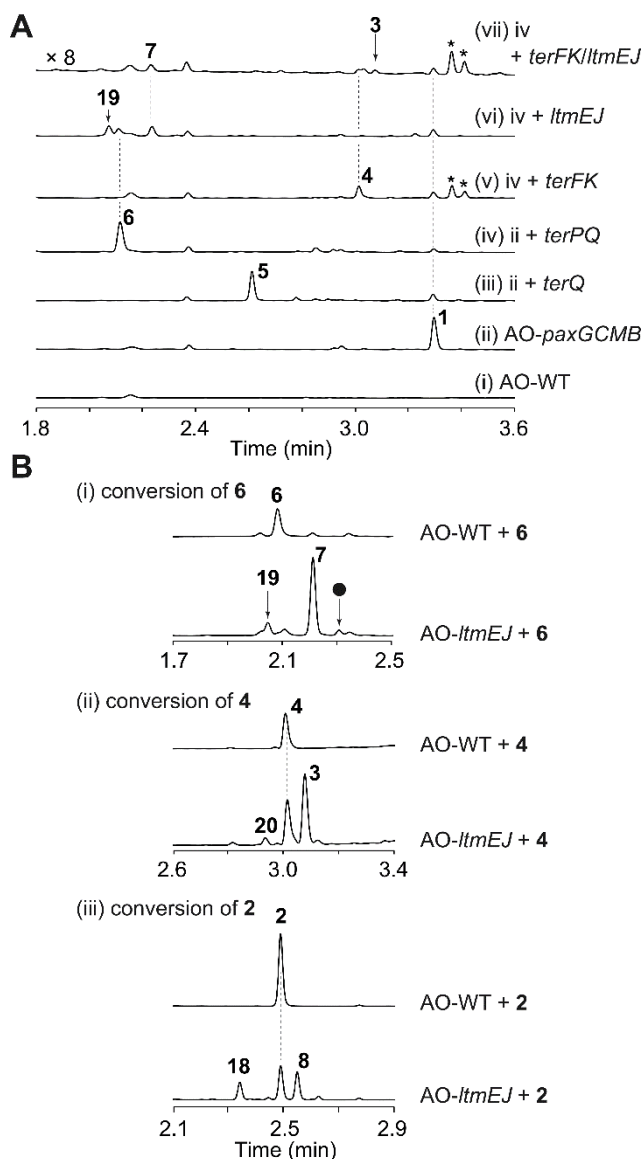 A
× 8
7
3
* *
(vii) iv
+ terFK/ltmEJ
19
(vi) iv + ltmEJ
4
* *
(v) iv + terFK
6
(iv) ii + terPQ
5
(iii) ii + terQ
1
(ii) AO-paxGCMB
(i) AO-WT
1.8 2.4 3.0 3.6
Time (min)
B
(i) conversion of 6
6
AO-WT + 6
7
19
AO-ltmEJ + 6
1.7 2.1 2.5
(ii) conversion of 4
4
AO-WT + 4
3
20
AO-ltmEJ + 4
2.6 3.0 3.4
(iii) conversion of 2
2
AO-WT + 2
18
8
AO-ltmEJ + 2
2.1 2.5 2.9
Time (min)